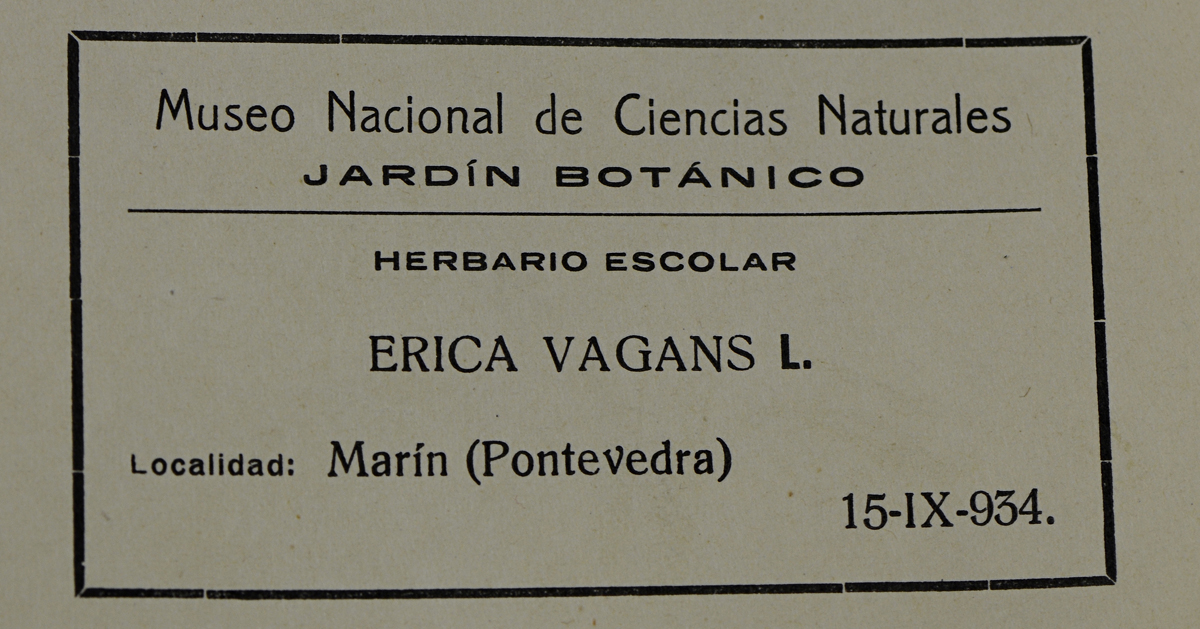 Museo Nacional de Ciencias Naturales
JARDÍN BOTÁNICO
HERBARIO ESCOLAR
ERICA VAGANS L.
Localidad: Marín (Pontevedra)
15-IX-934.